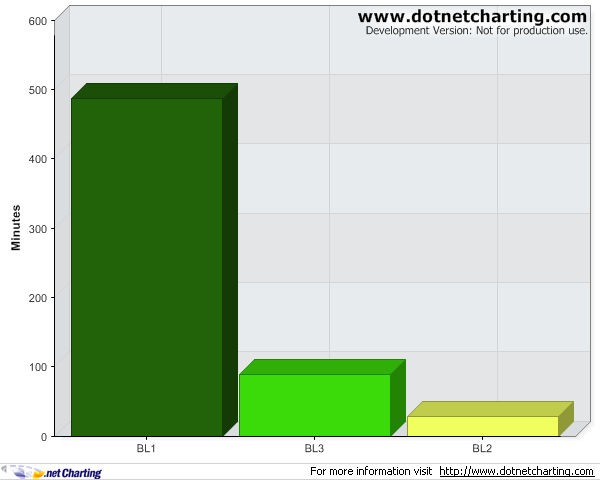 www.dotnetcharting.com
Development Version: Not for production use.
600
500
400
300
200
100
0
Minutes
BL1 BL3 BL2
.net Charting
For more information visit http://www.dotnetcharting.com